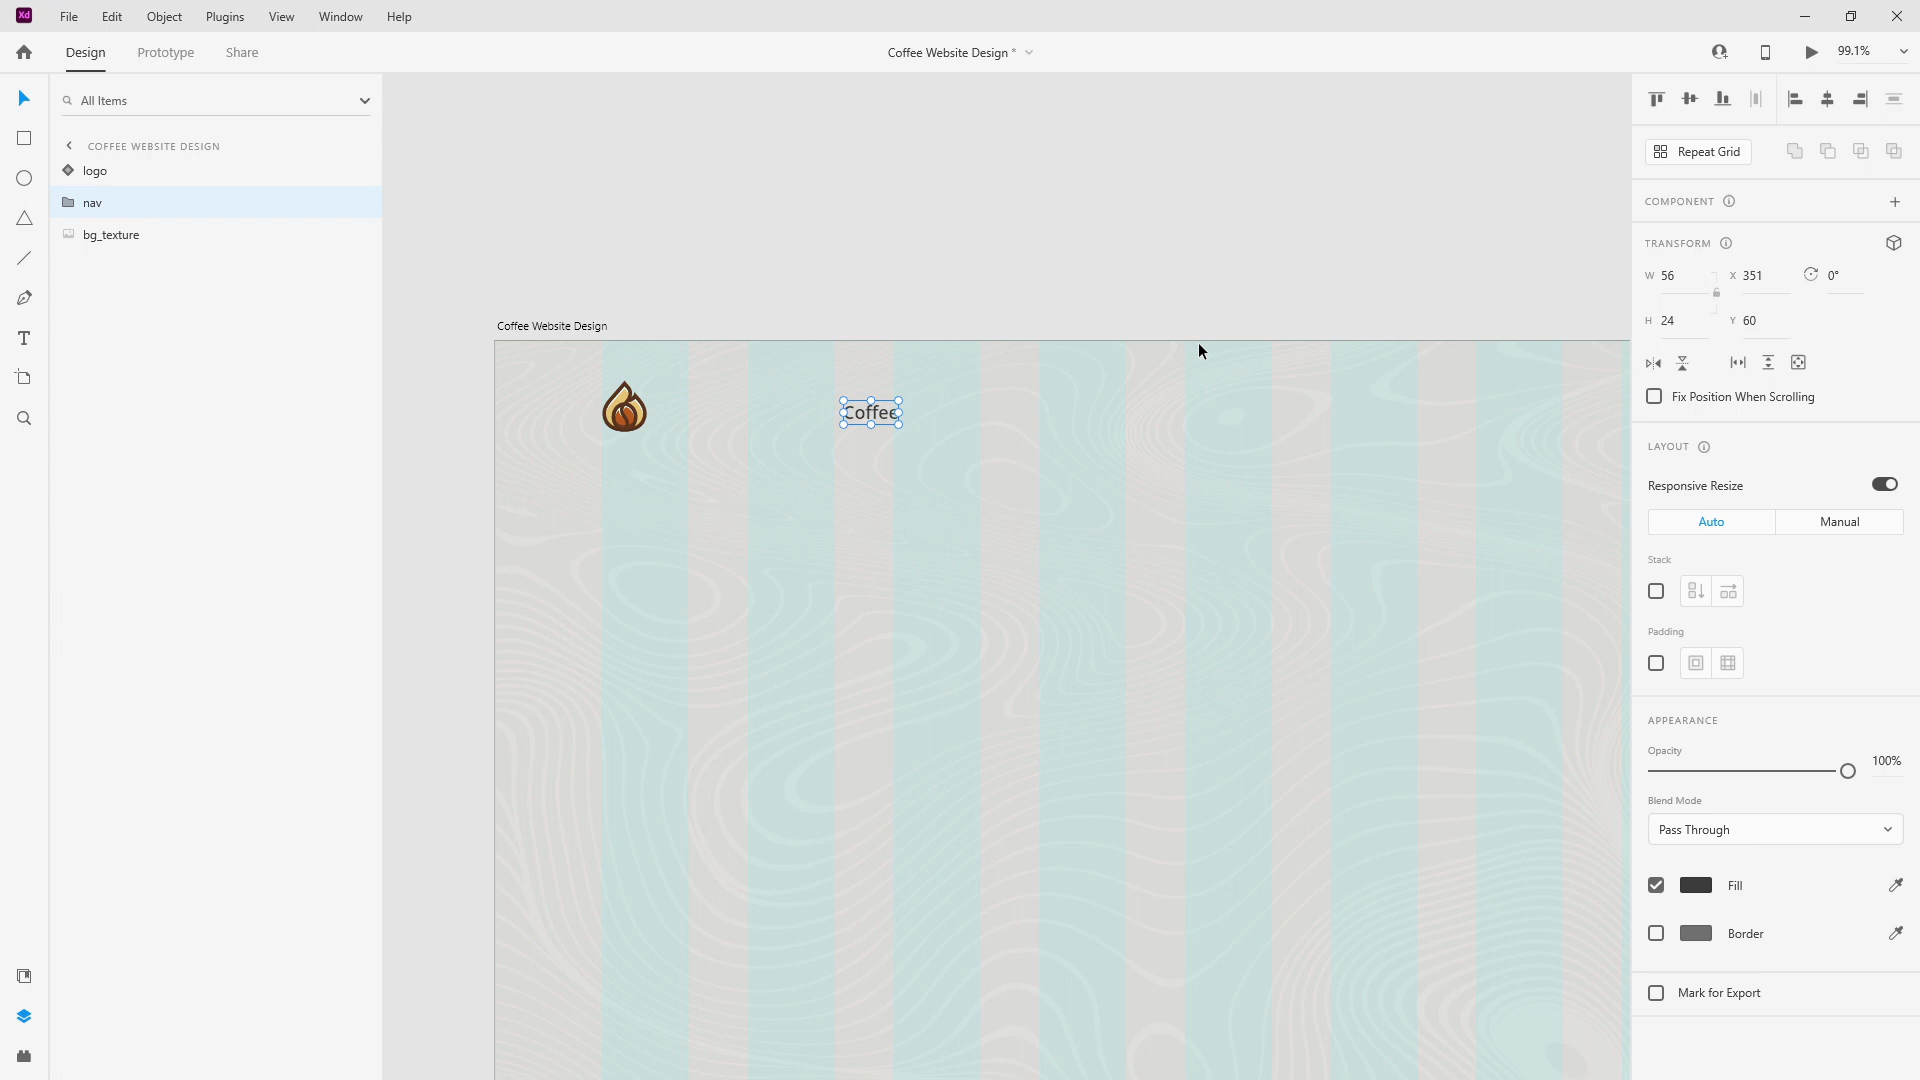 Xd File Edit Object Plugins View Window Help
Design Prototype Share Coffee Website Design * 99.1%
All Items
COFFEE WEBSITE DESIGN
logo
nav
bg_texture
Coffee Website Design
Coffee
Repeat Grid
COMPONENT
TRANSFORM
W 56 X 351 0°
H 24 Y 60
Fix Position When Scrolling
LAYOUT
Responsive Resize
Auto Manual
Stack
Padding
APPEARANCE
Opacity
100%
Blend Mode
Pass Through
Fill
Border
Mark for Export